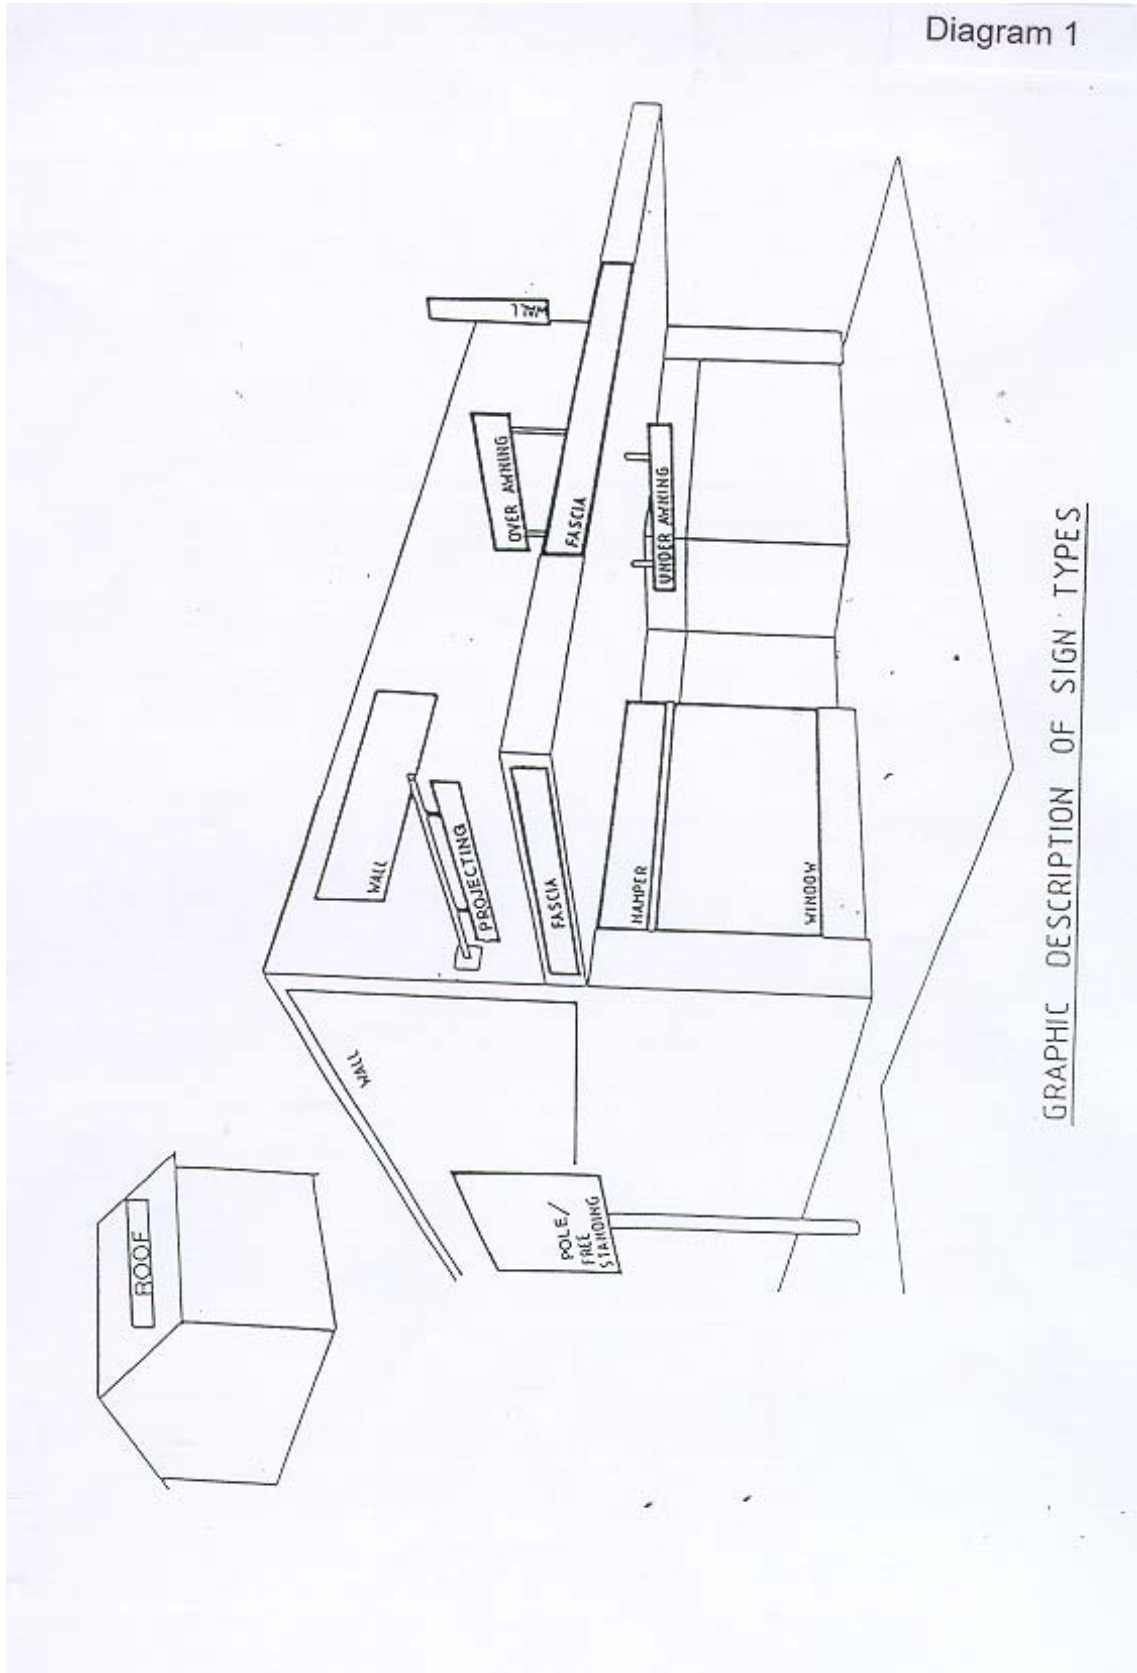 Diagram 1
ROOF
WALL
POLE/
FREE
STANDING
WALL
PROJECTING
FASCIA
HAMPER
WINDOW
OVER AWNING
FASCIA
UNDER AWNING
WALL
GRAPHIC DESCRIPTION OF SIGN TYPES